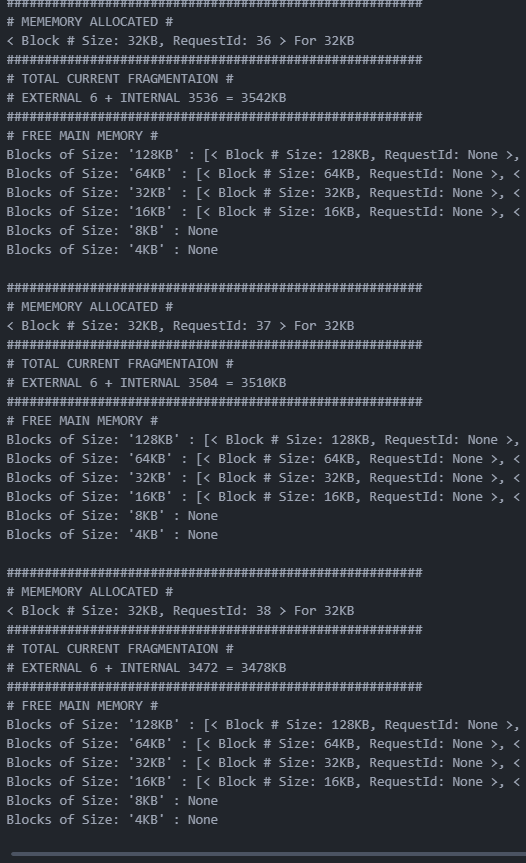 #######################################################
# MEMEMORY ALLOCATED #
< Block # Size: 32KB, RequestId: 36 > For 32KB
#######################################################
# TOTAL CURRENT FRAGMENTAION #
# EXTERNAL 6 + INTERNAL 3536 = 3542KB
#######################################################
# FREE MAIN MEMORY #
Blocks of Size: '128KB' : [< Block # Size: 128KB, RequestId: None >,
Blocks of Size: '64KB' : [< Block # Size: 64KB, RequestId: None >, <
Blocks of Size: '32KB' : [< Block # Size: 32KB, RequestId: None >, <
Blocks of Size: '16KB' : [< Block # Size: 16KB, RequestId: None >, <
Blocks of Size: '8KB' : None
Blocks of Size: '4KB' : None
#######################################################
# MEMEMORY ALLOCATED #
< Block # Size: 32KB, RequestId: 37 > For 32KB
#######################################################
# TOTAL CURRENT FRAGMENTAION #
# EXTERNAL 6 + INTERNAL 3504 = 3510KB
#######################################################
# FREE MAIN MEMORY #
Blocks of Size: '128KB' : [< Block # Size: 128KB, RequestId: None >,
Blocks of Size: '64KB' : [< Block # Size: 64KB, RequestId: None >, <
Blocks of Size: '32KB' : [< Block # Size: 32KB, RequestId: None >, <
Blocks of Size: '16KB' : [< Block # Size: 16KB, RequestId: None >, <
Blocks of Size: '8KB' : None
Blocks of Size: '4KB' : None
#######################################################
# MEMEMORY ALLOCATED #
< Block # Size: 32KB, RequestId: 38 > For 32KB
#######################################################
# TOTAL CURRENT FRAGMENTAION #
# EXTERNAL 6 + INTERNAL 3472 = 3478KB
#######################################################
# FREE MAIN MEMORY #
Blocks of Size: '128KB' : [< Block # Size: 128KB, RequestId: None >,
Blocks of Size: '64KB' : [< Block # Size: 64KB, RequestId: None >, <
Blocks of Size: '32KB' : [< Block # Size: 32KB, RequestId: None >, <
Blocks of Size: '16KB' : [< Block # Size: 16KB, RequestId: None >, <
Blocks of Size: '8KB' : None
Blocks of Size: '4KB' : None